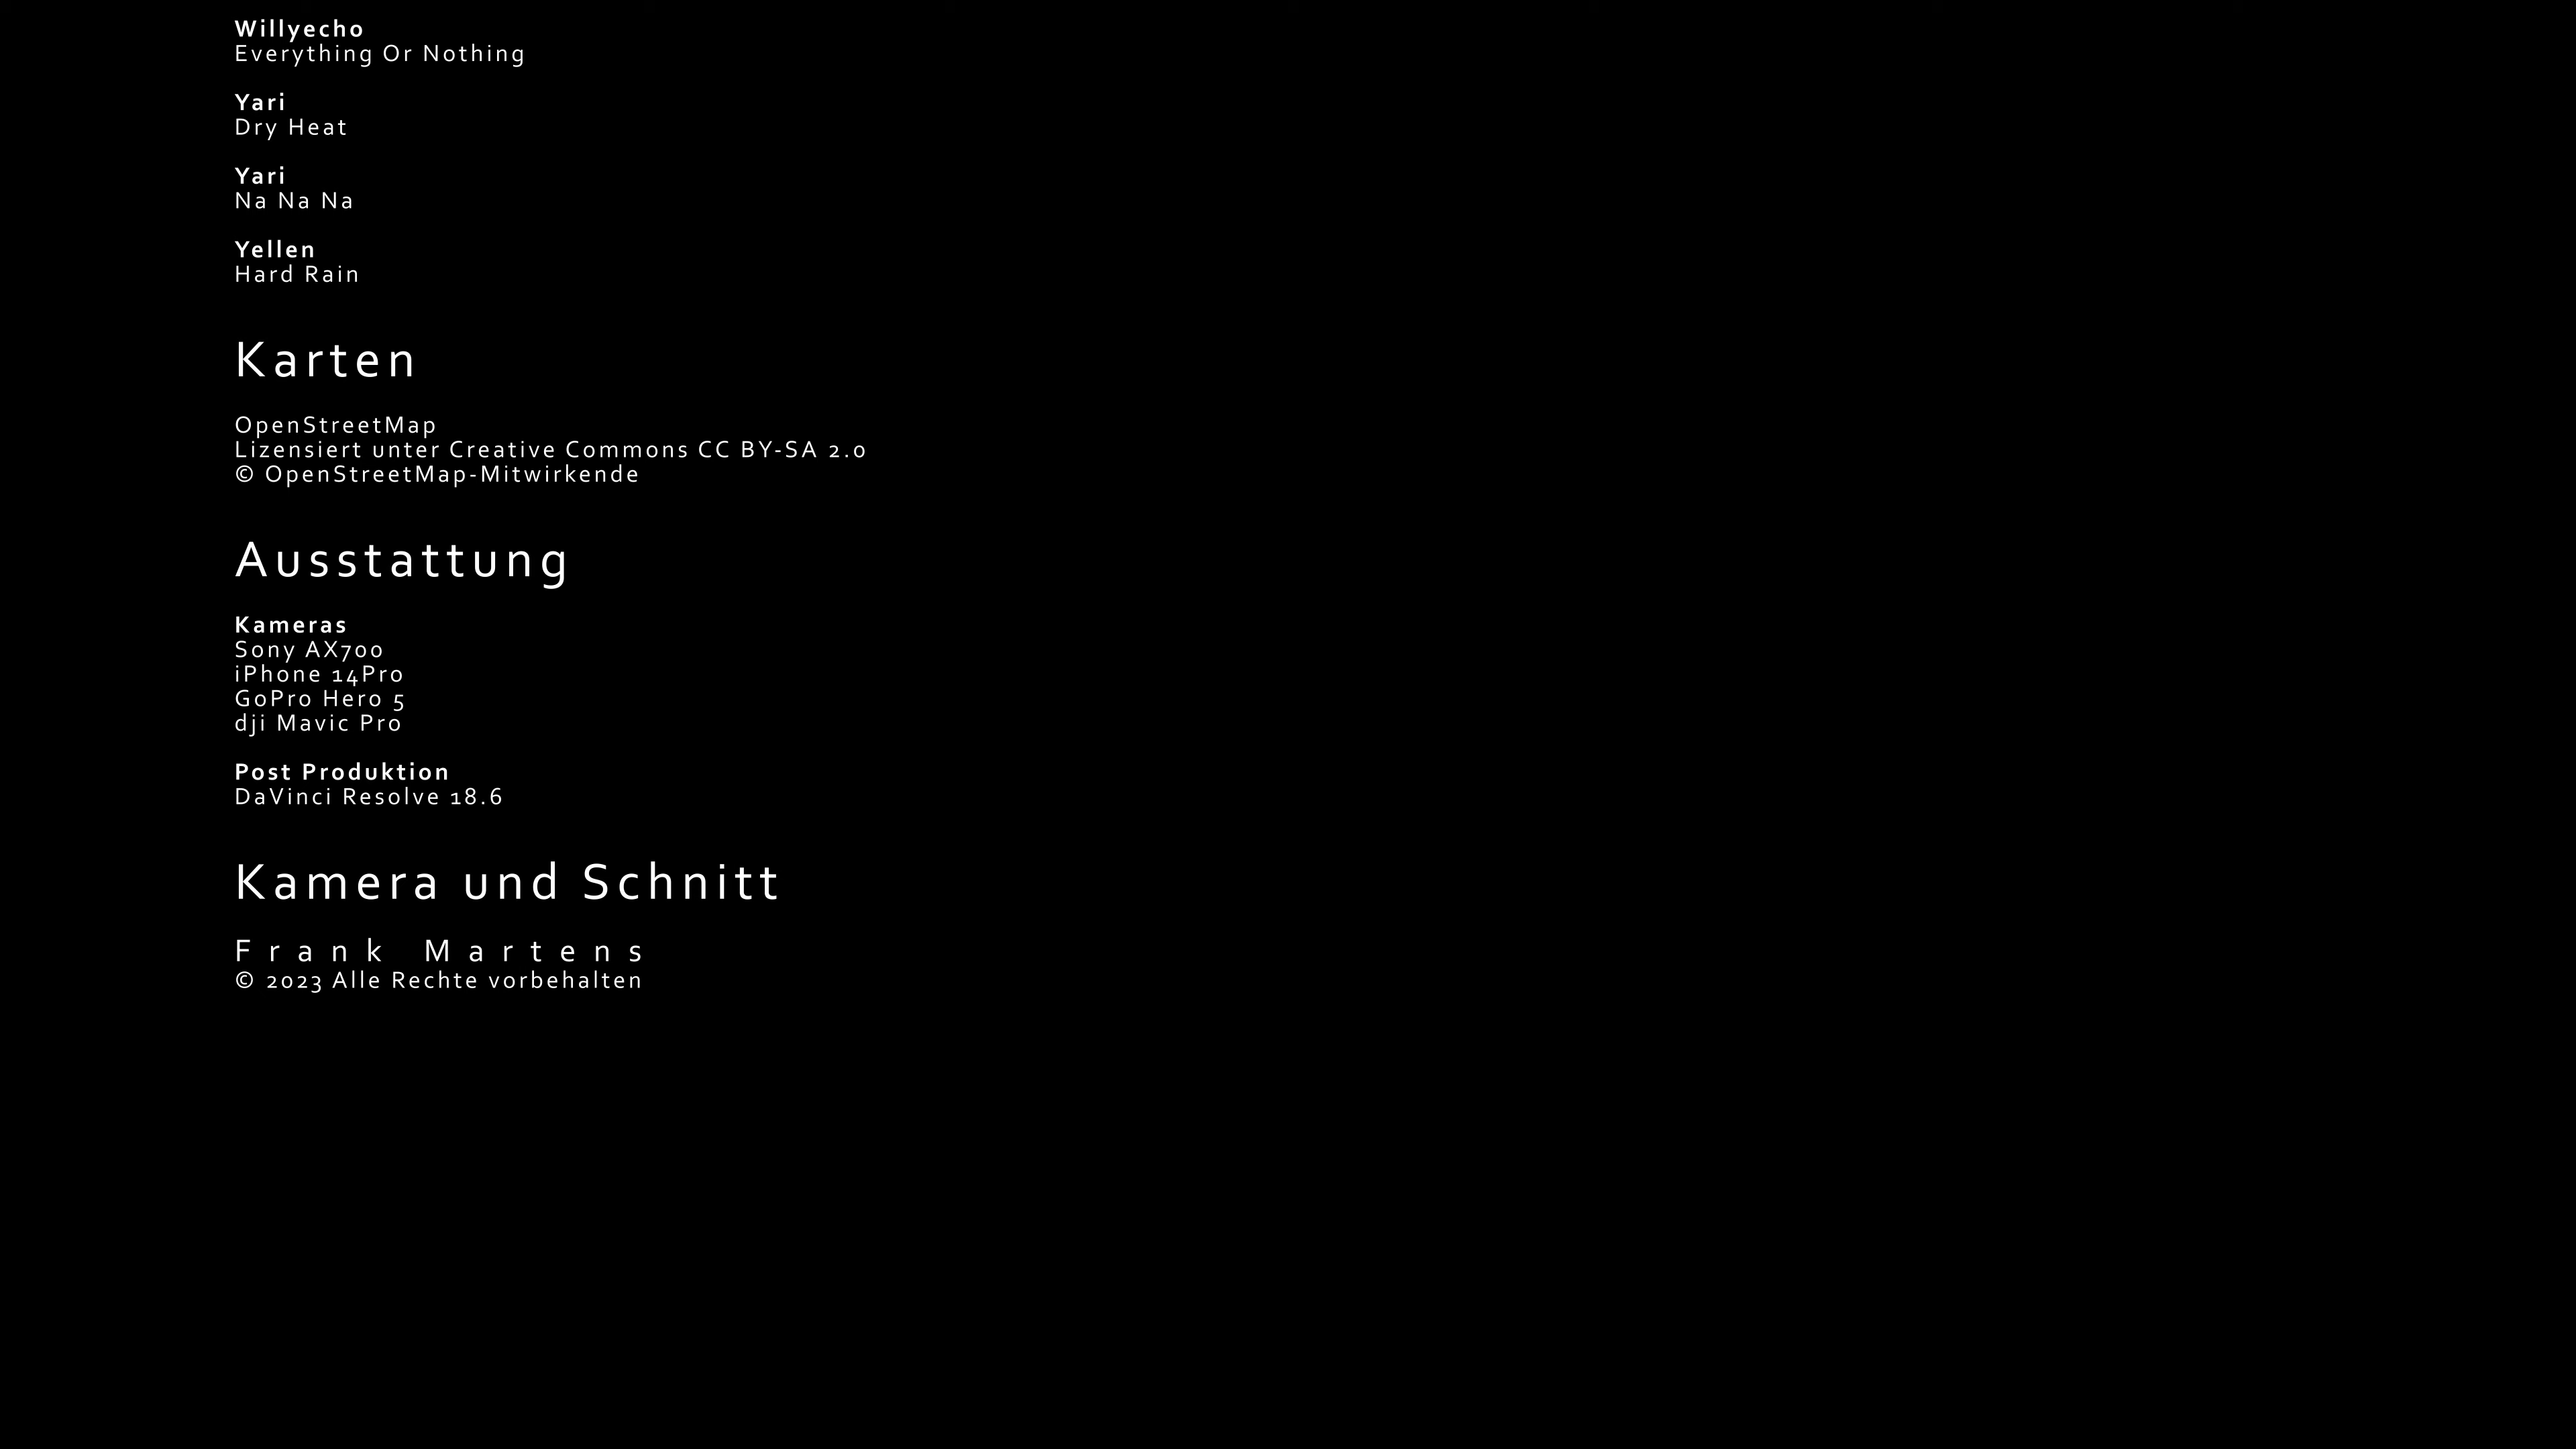 Willyecho
Everything Or Nothing
Yari
Dry Heat
Yari
Na Na Na
Yellen
Hard Rain
Karten
OpenStreetMap
Lizensiert unter Creative Commons CC BY-SA 2.0
© OpenStreetMap-Mitwirkende
Ausstattung
Kameras
Sony AX700
iPhone 14Pro
GoPro Hero 5
dji Mavic Pro
Post Produktion
DaVinci Resolve 18.6
Kamera und Schnitt
Frank Martens
© 2023 Alle Rechte vorbehalten